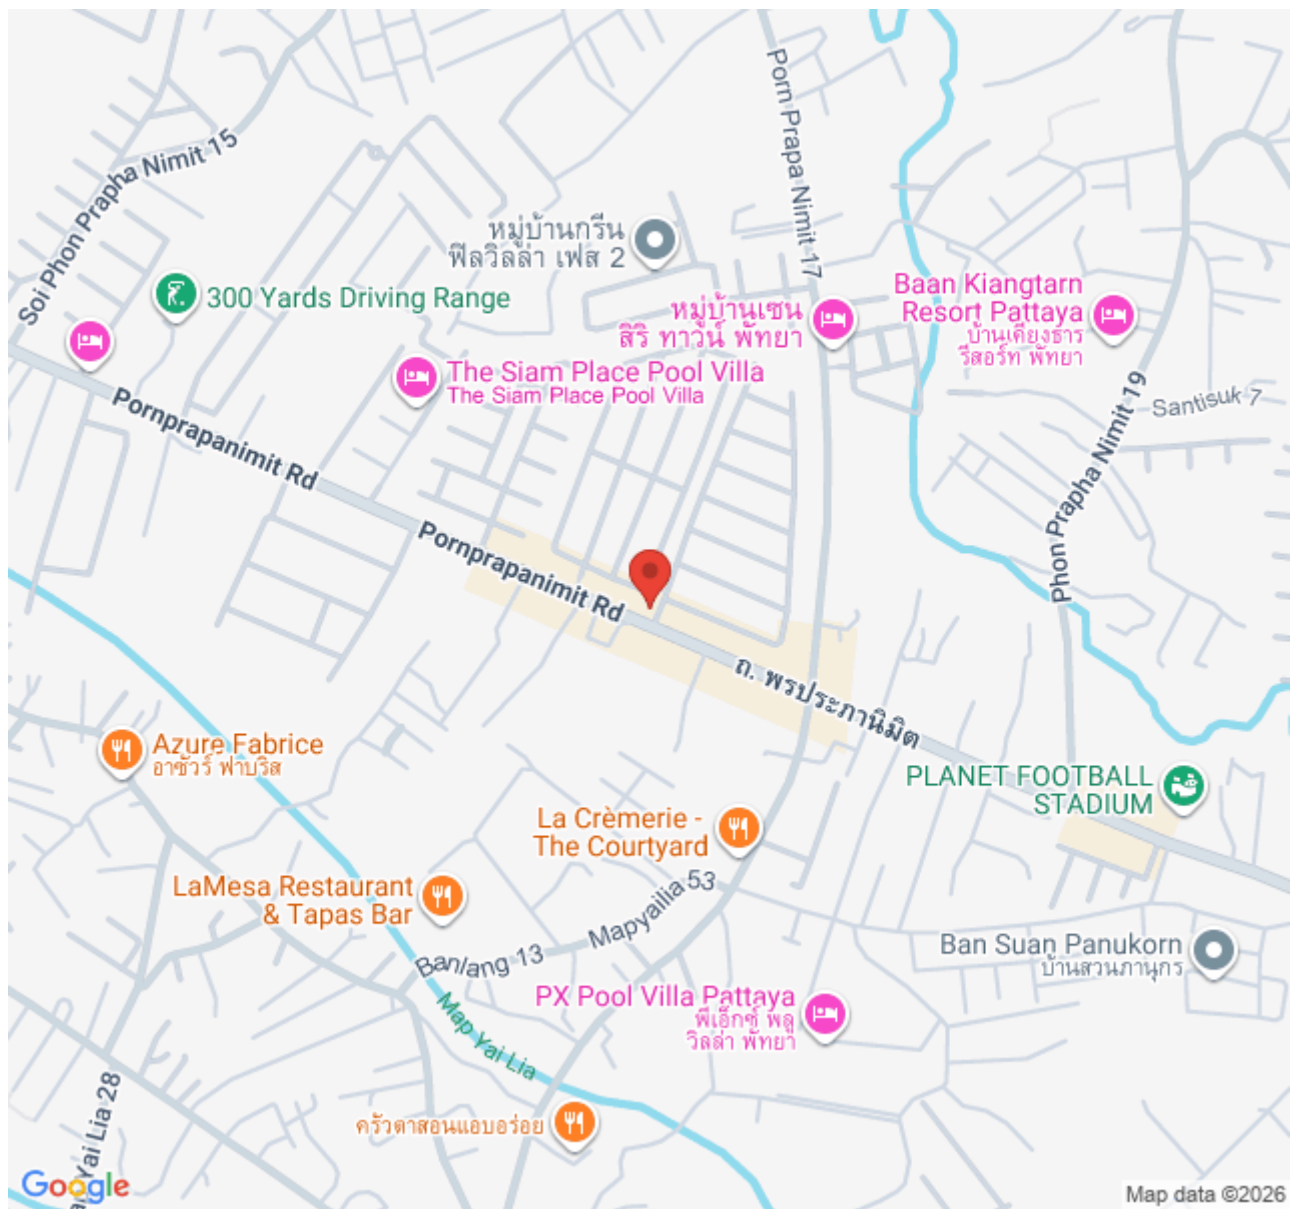 Porn Prapa Nimit 17
Soi Phon Prapha Nimit 15
หมู่บ้านกรีน
ฟิลวิลล่า เฟส 2
300 Yards Driving Range
หมู่บ้านเซน
สิริ ทาวน์ พัทยา
Baan Kiangtarn
Resort Pattaya
บ้านเคียงธาร
รีสอร์ท พัทยา
The Siam Place Pool Villa
The Siam Place Pool Villa
Santisuk 7
Pornprapanimit Rd
Phon Prapha Nimit 19
Pornprapanimit Rd
ถ. พรประภานิมิต
Azure Fabrice
อาซัวร์ ฟาบริส
PLANET FOOTBALL
STADIUM
La Crèmerie -
The Courtyard
LaMesa Restaurant
& Tapas Bar
Mapyailia 53
Banlang 13
Ban Suan Panukorn
บ้านสวนภานุกร
PX Pool Villa Pattaya
พีเอ็กซ์ พลู
วิลล่า พัทยา
Map Yai Lia
ครัวตาสอนแอบอร่อย
Yai Lia 28
Google
Map data ©2026